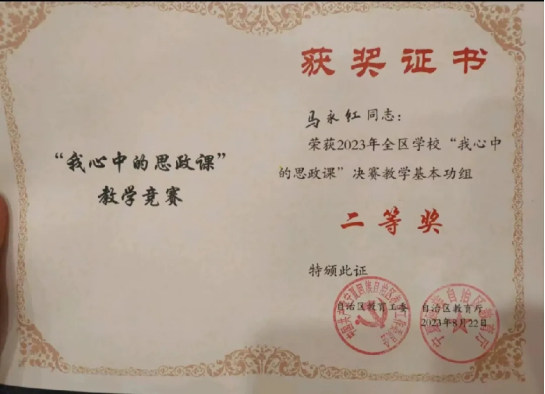 “我心中的思政课”
教学竞赛
获奖证书
马永红同志：
荣获2023年全区学校“我心中
的思政课”决赛教学基本功组
二等奖
特颁此证
自治区教育工委
自治区教育厅
2023年8月22日